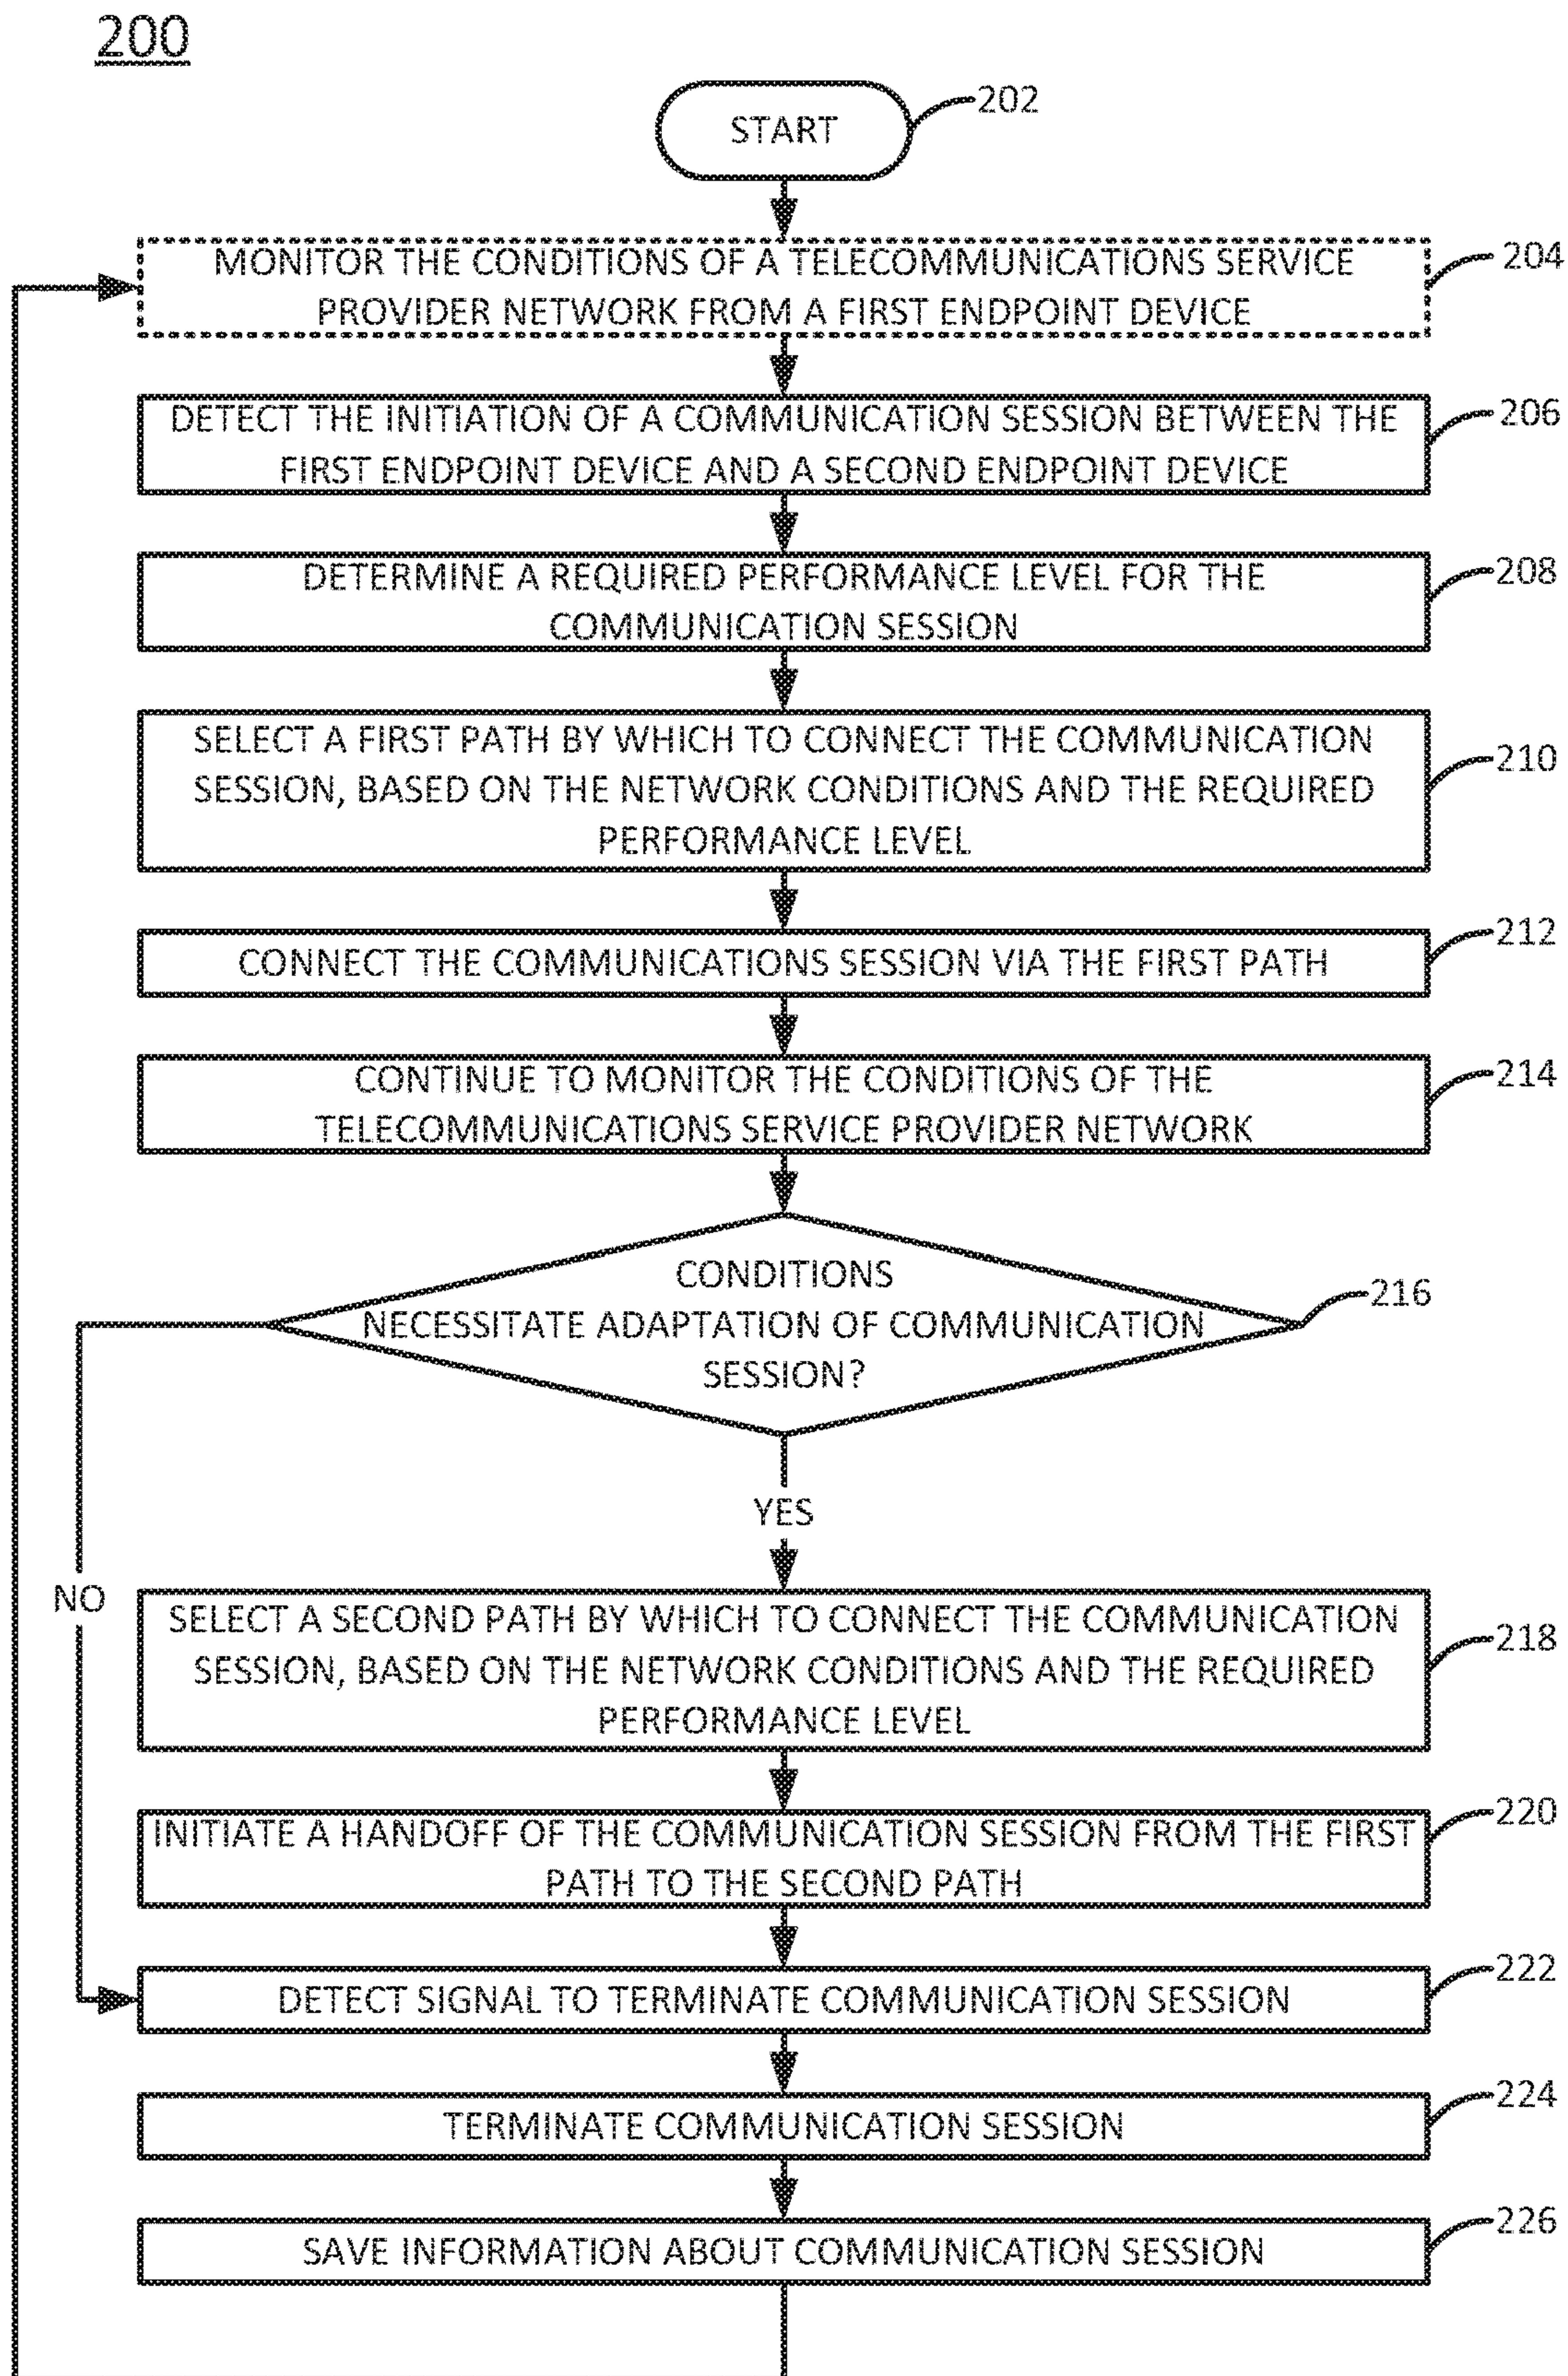 200
START
202
MONITOR THE CONDITIONS OF A TELECOMMUNICATIONS SERVICE
PROVIDER NETWORK FROM A FIRST ENDPOINT DEVICE
204
DETECT THE INITIATION OF A COMMUNICATION SESSION BETWEEN THE
FIRST ENDPOINT DEVICE AND A SECOND ENDPOINT DEVICE
206
DETERMINE A REQUIRED PERFORMANCE LEVEL FOR THE
COMMUNICATION SESSION
208
SELECT A FIRST PATH BY WHICH TO CONNECT THE COMMUNICATION
SESSION, BASED ON THE NETWORK CONDITIONS AND THE REQUIRED
PERFORMANCE LEVEL
210
CONNECT THE COMMUNICATIONS SESSION VIA THE FIRST PATH
212
CONTINUE TO MONITOR THE CONDITIONS OF THE
TELECOMMUNICATIONS SERVICE PROVIDER NETWORK
214
CONDITIONS
NECESSITATE ADAPTATION OF COMMUNICATION
SESSION?
216
YES
NO
SELECT A SECOND PATH BY WHICH TO CONNECT THE COMMUNICATION
SESSION, BASED ON THE NETWORK CONDITIONS AND THE REQUIRED
PERFORMANCE LEVEL
218
INITIATE A HANDOFF OF THE COMMUNICATION SESSION FROM THE FIRST
PATH TO THE SECOND PATH
220
DETECT SIGNAL TO TERMINATE COMMUNICATION SESSION
222
TERMINATE COMMUNICATION SESSION
224
SAVE INFORMATION ABOUT COMMUNICATION SESSION
226